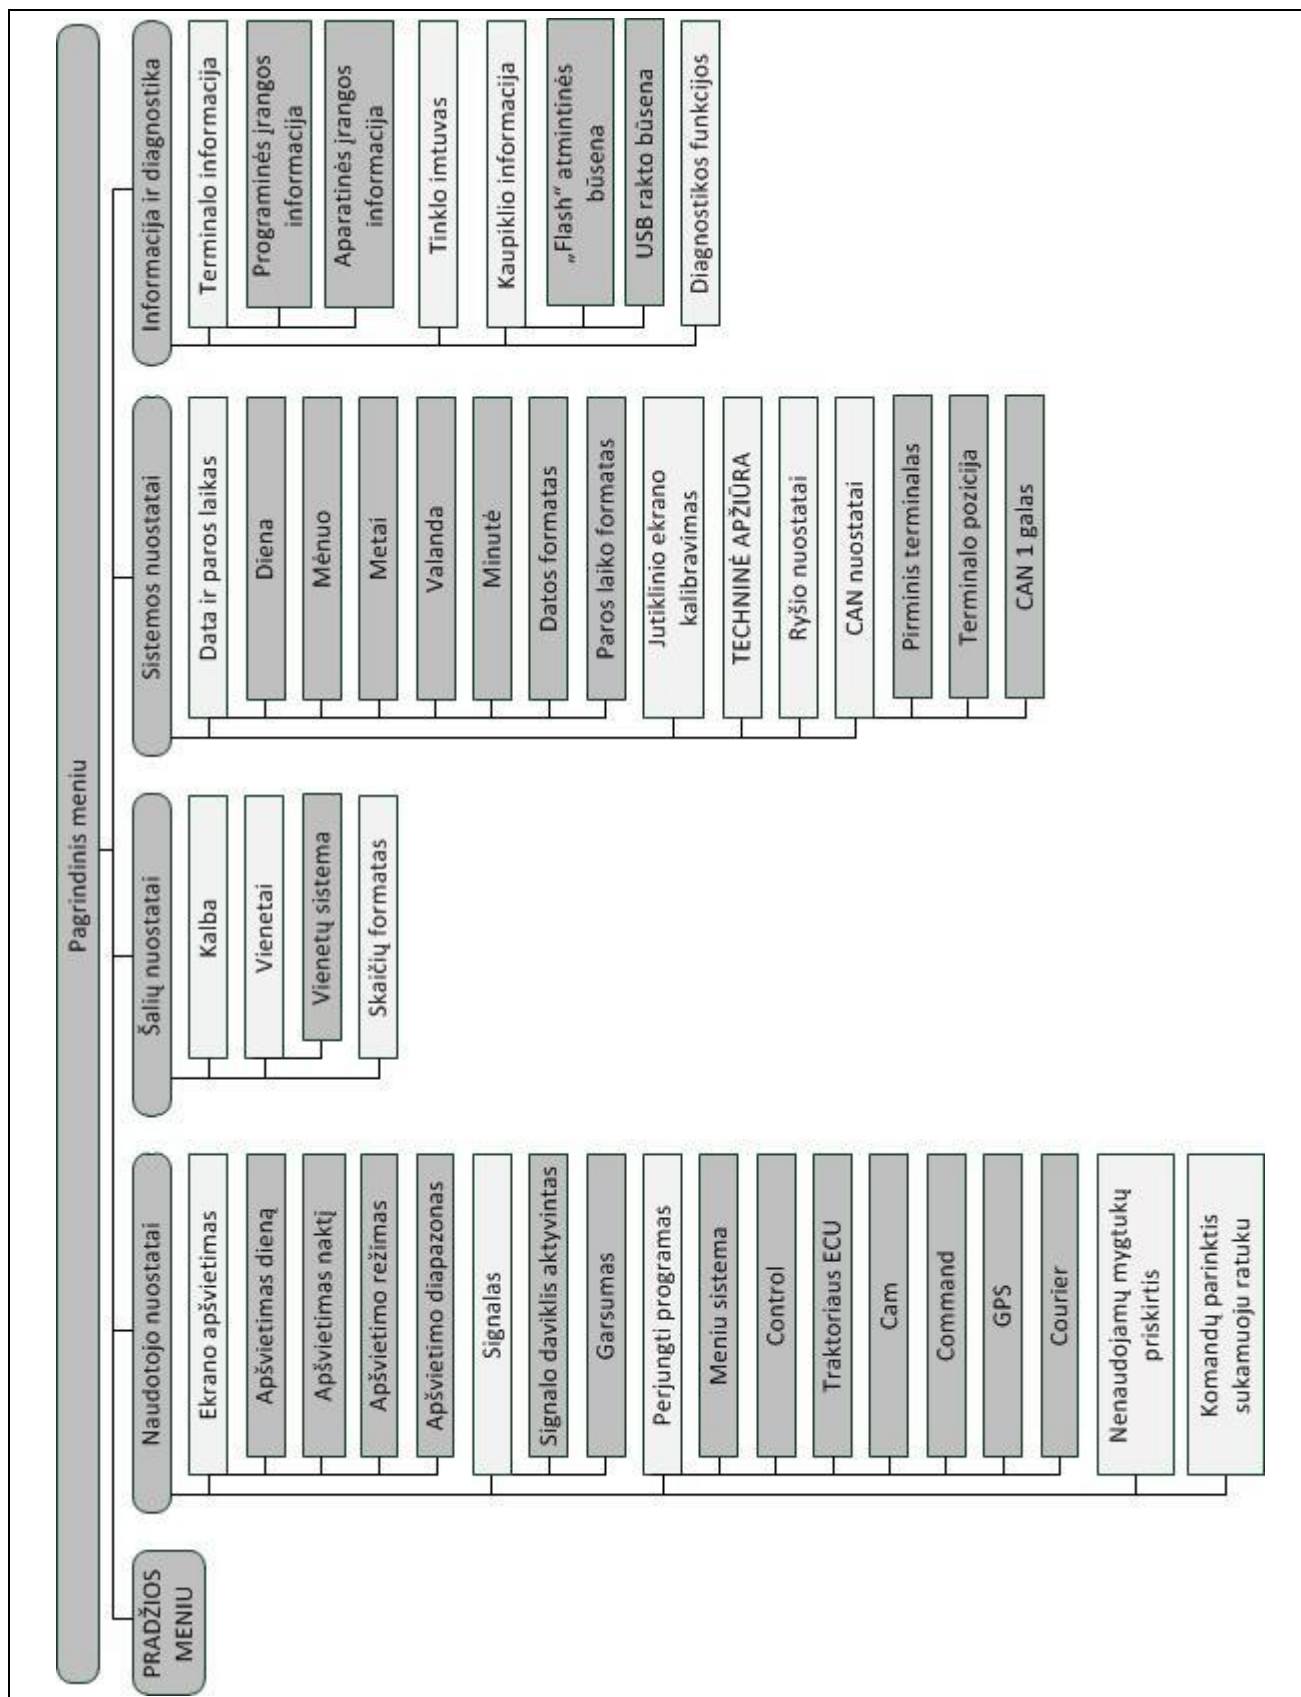 Pagrindinis meniu
PRADŽIOS
MENIU
Naudotojo nuostatai
Ekrano apšvietimas
Apšvietimas dieną
Apšvietimas naktį
Apšvietimo režimas
Apšvietimo diapazonas
Signalas
Signalo daviklis aktyvintas
Garsumas
Perjungti programas
Meniu sistema
Control
Traktoriaus ECU
Cam
Command
GPS
Courier
Nenaudojamų mygtukų
priskirtis
Komandų parinktis
sukamuoju ratuku
Šalių nuostatai
Kalba
Vienetai
Vienetų sistema
Skaičių formatas
Sistemos nuostatai
Data ir paros laikas
Diena
Mėnuo
Metai
Valanda
Minutė
Datos formatas
Paros laiko formatas
Jutiklinio ekrano
kalibravimas
TECHNINĖ APŽIŪRA
Ryšio nuostatai
CAN nuostatai
Pirminis terminalas
Terminalo pozicija
CAN 1 galas
Informacija ir diagnostika
Terminalo informacija
Programinės įrangos
informacija
Aparatinės įrangos
informacija
Tinklo imtuvas
Kaupiklio informacija
„Flash“ atmintinės
būsena
USB rakto būsena
Diagnostikos funkcijos